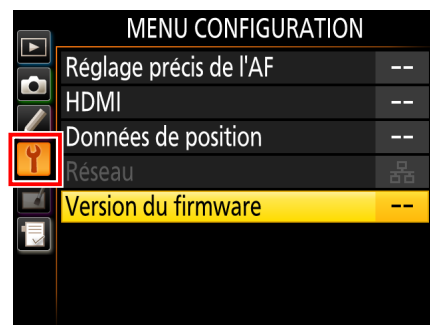 MENU CONFIGURATION
Réglage précis de l'AF --
HDMI --
Données de position --
Réseau
Version du firmware --